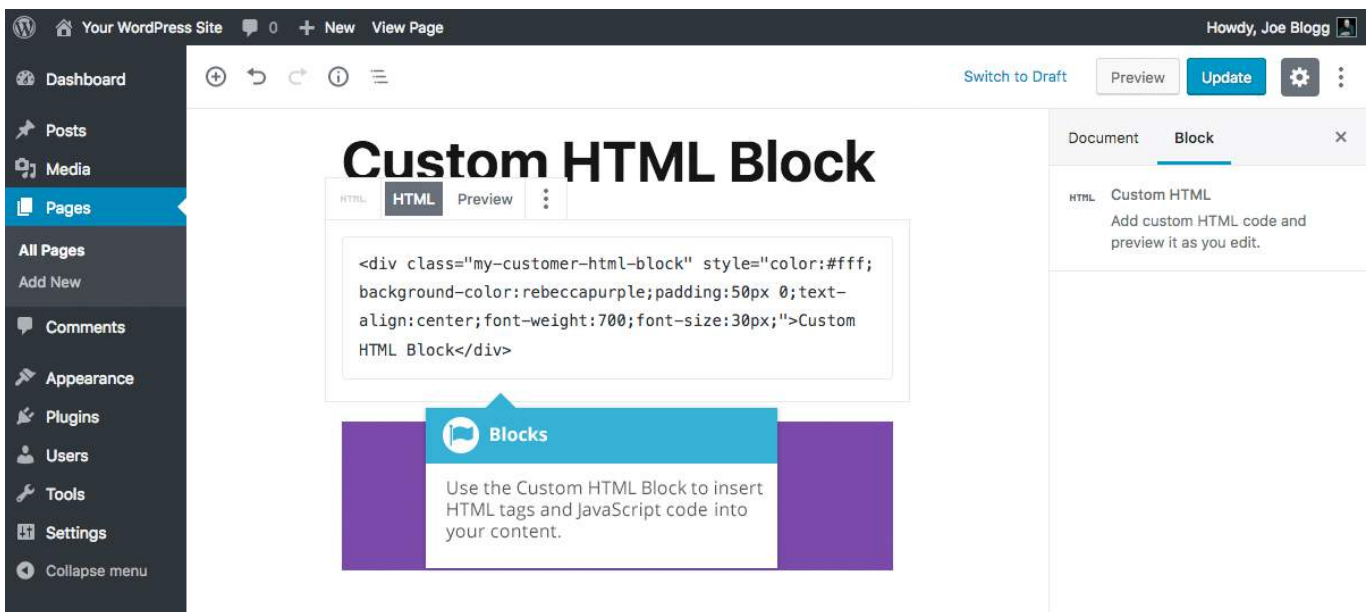 Your WordPress Site 0 New View Page Howdy, Joe Blogg
Dashboard
Posts
Media
Pages
All Pages
Add New
Comments
Appearance
Plugins
Users
Tools
Settings
Collapse menu
Switch to Draft Preview Update
Custom HTML Block
HTML HTML Preview
<div class="my-customer-html-block" style="color:#fff;
background-color:rebeccapurple;padding:50px 0;text-
align:center;font-weight:700;font-size:30px;">Custom
HTML Block</div>
Blocks
Use the Custom HTML Block to insert
HTML tags and JavaScript code into
your content.
Document Block
HTML Custom HTML
Add custom HTML code and
preview it as you edit.